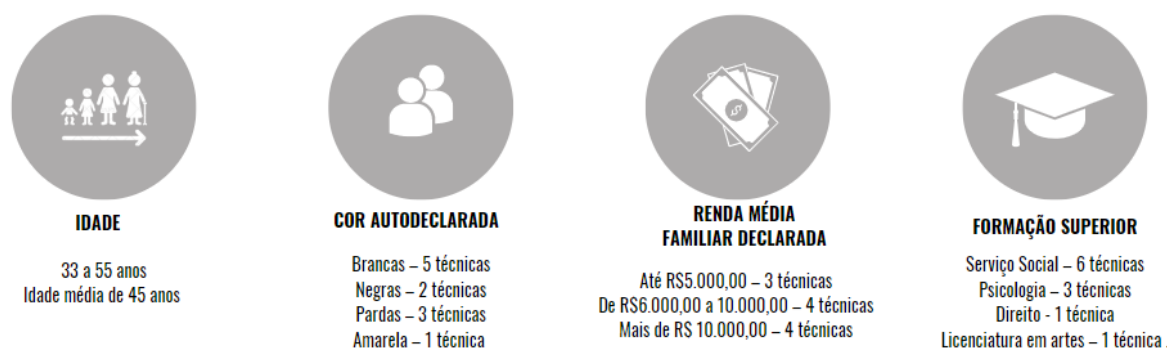 IDADE
33 a 55 anos
Idade média de 45 anos
COR AUTODECLARADA
Brancas – 5 técnicas
Negras – 2 técnicas
Pardas – 3 técnicas
Amarela – 1 técnica
RENDA MÉDIA
FAMILIAR DECLARADA
Até RS5.000,00 – 3 técnicas
De RS6.000,00 a 10.000,00 – 4 técnicas
Mais de RS 10.000,00 – 4 técnicas
FORMAÇÃO SUPERIOR
Serviço Social – 6 técnicas
Psicologia – 3 técnicas
Direito - 1 técnica
Licenciatura em artes – 1 técnica